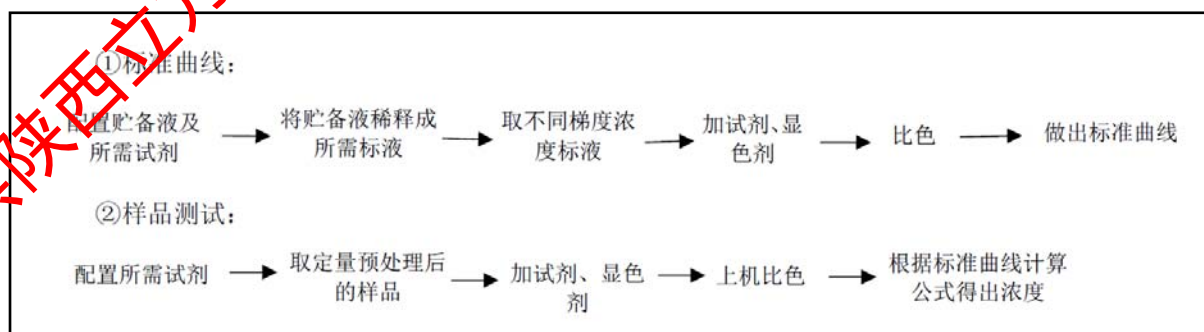 ①标准曲线：
配置贮备液及
所需试剂
将贮备液稀释成
所需标液
取不同梯度浓
度标液
加试剂、显
色剂
比色
做出标准曲线
②样品测试：
配置所需试剂
取定量预处理后
的样品
加试剂、显色
剂
上机比色
根据标准曲线计算
公式得出浓度
陕西立